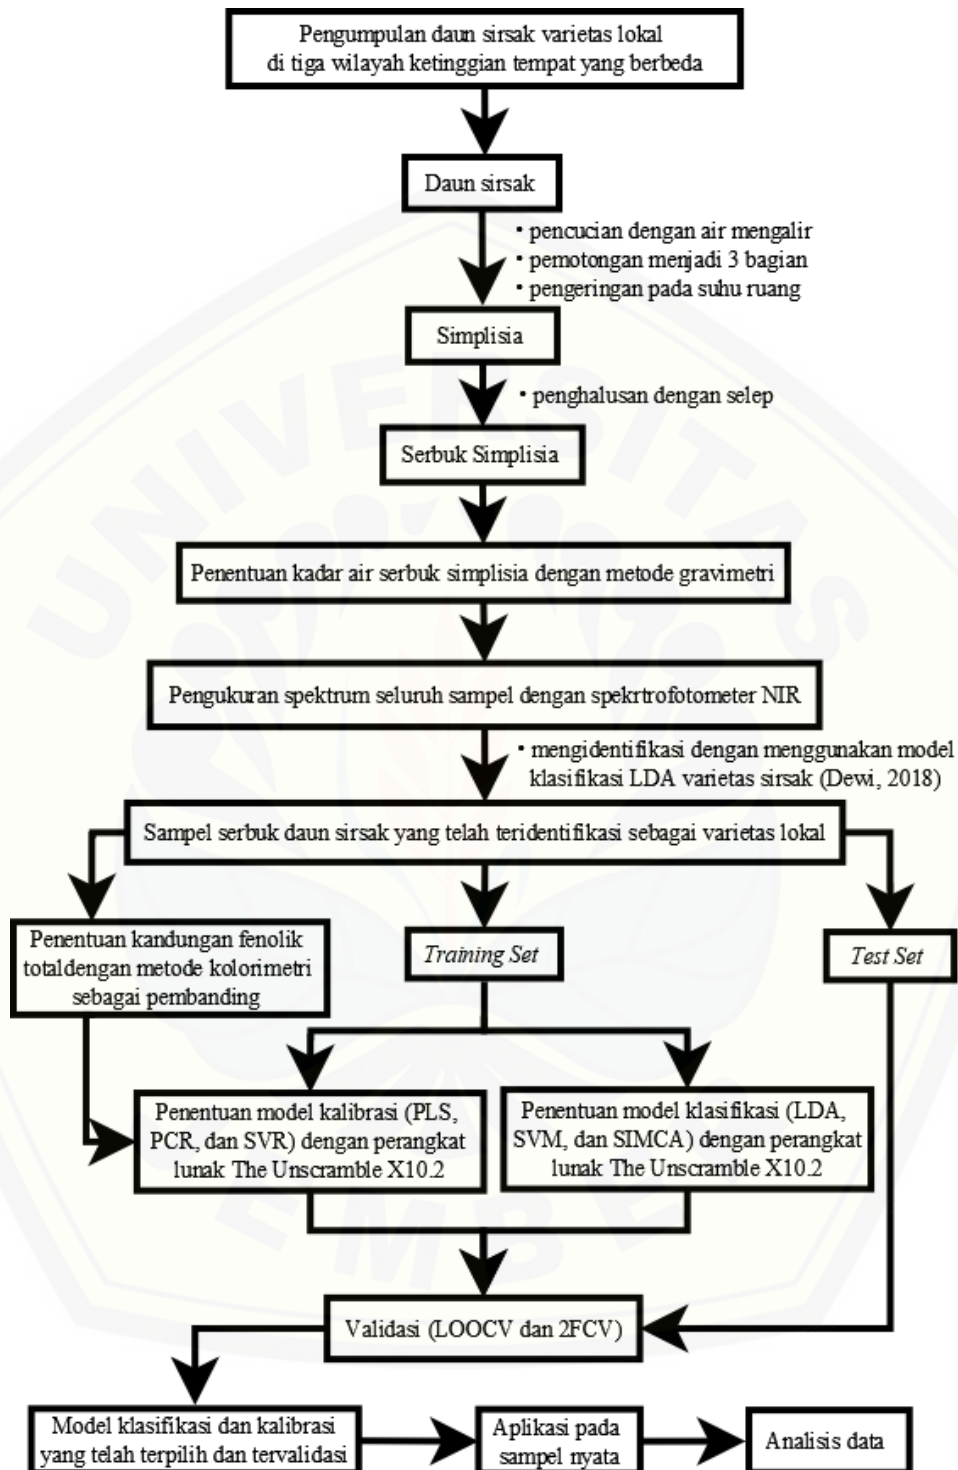 Pengumpulan daun sirsak varietas lokal
di tiga wilayah ketinggian tempat yang berbeda
Daun sirsak
• pencucian dengan air mengalir
• pemotongan menjadi 3 bagian
• pengeringan pada suhu ruang
Simplisia
• penghalusan dengan selep
Serbuk Simplisia
Penentuan kadar air serbuk simplisia dengan metode gravimetri
Pengukuran spektrum seluruh sampel dengan spekrtrofotometer NIR
• mengidentifikasi dengan menggunakan model
klasifikasi LDA varietas sirsak (Dewi, 2018)
Sampel serbuk daun sirsak yang telah teridentifikasi sebagai varietas lokal
Penentuan kandungan fenolik
totaldengan metode kolorimetri
sebagai pembanding
Training Set
Test Set
Penentuan model kalibrasi (PLS,
PCR, dan SVR) dengan perangkat
lunak The Unscramble X10.2
Penentuan model klasifikasi (LDA,
SVM, dan SIMCA) dengan perangkat
lunak The Unscramble X10.2
Validasi (LOOCV dan 2FCV)
Model klasifikasi dan kalibrasi
yang telah terpilih dan tervalidasi
Aplikasi pada
sampel nyata
Analisis data
UNIVERSITAS
JEMBER